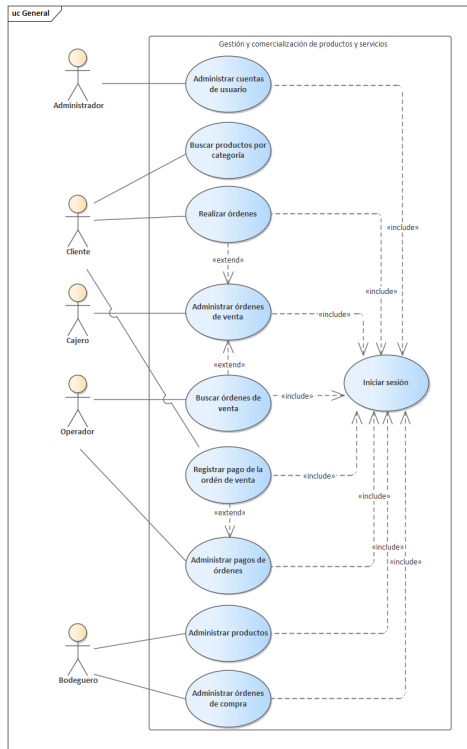 uc General
Gestión y comercialización de productos y servicios
Administrador
Administrar cuentas
de usuario
Buscar productos por
categoría
Cliente
Realizar órdenes
«include»
«extend»
«include»
Cajero
Administrar órdenes
de venta
«include»
«extend»
Iniciar sesión
Operador
Buscar órdenes de
venta
«include»
Registrar pago de la
ordén de venta
«include»
«include»
«extend»
«include»
«include»
Administrar pagos de
órdenes
Bodeguero
Administrar productos
Administrar órdenes
de compra